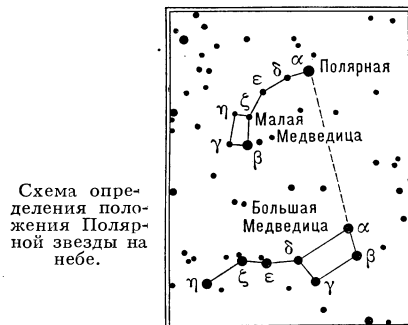 Схема опре-
деления поло-
жения Поляр-
ной звезды на
небе.
α Полярная
δ
ε
ζ
η
Малая
Медведица
γ
β
Большая
Медведица
α
β
γ
δ
ε
ζ
η